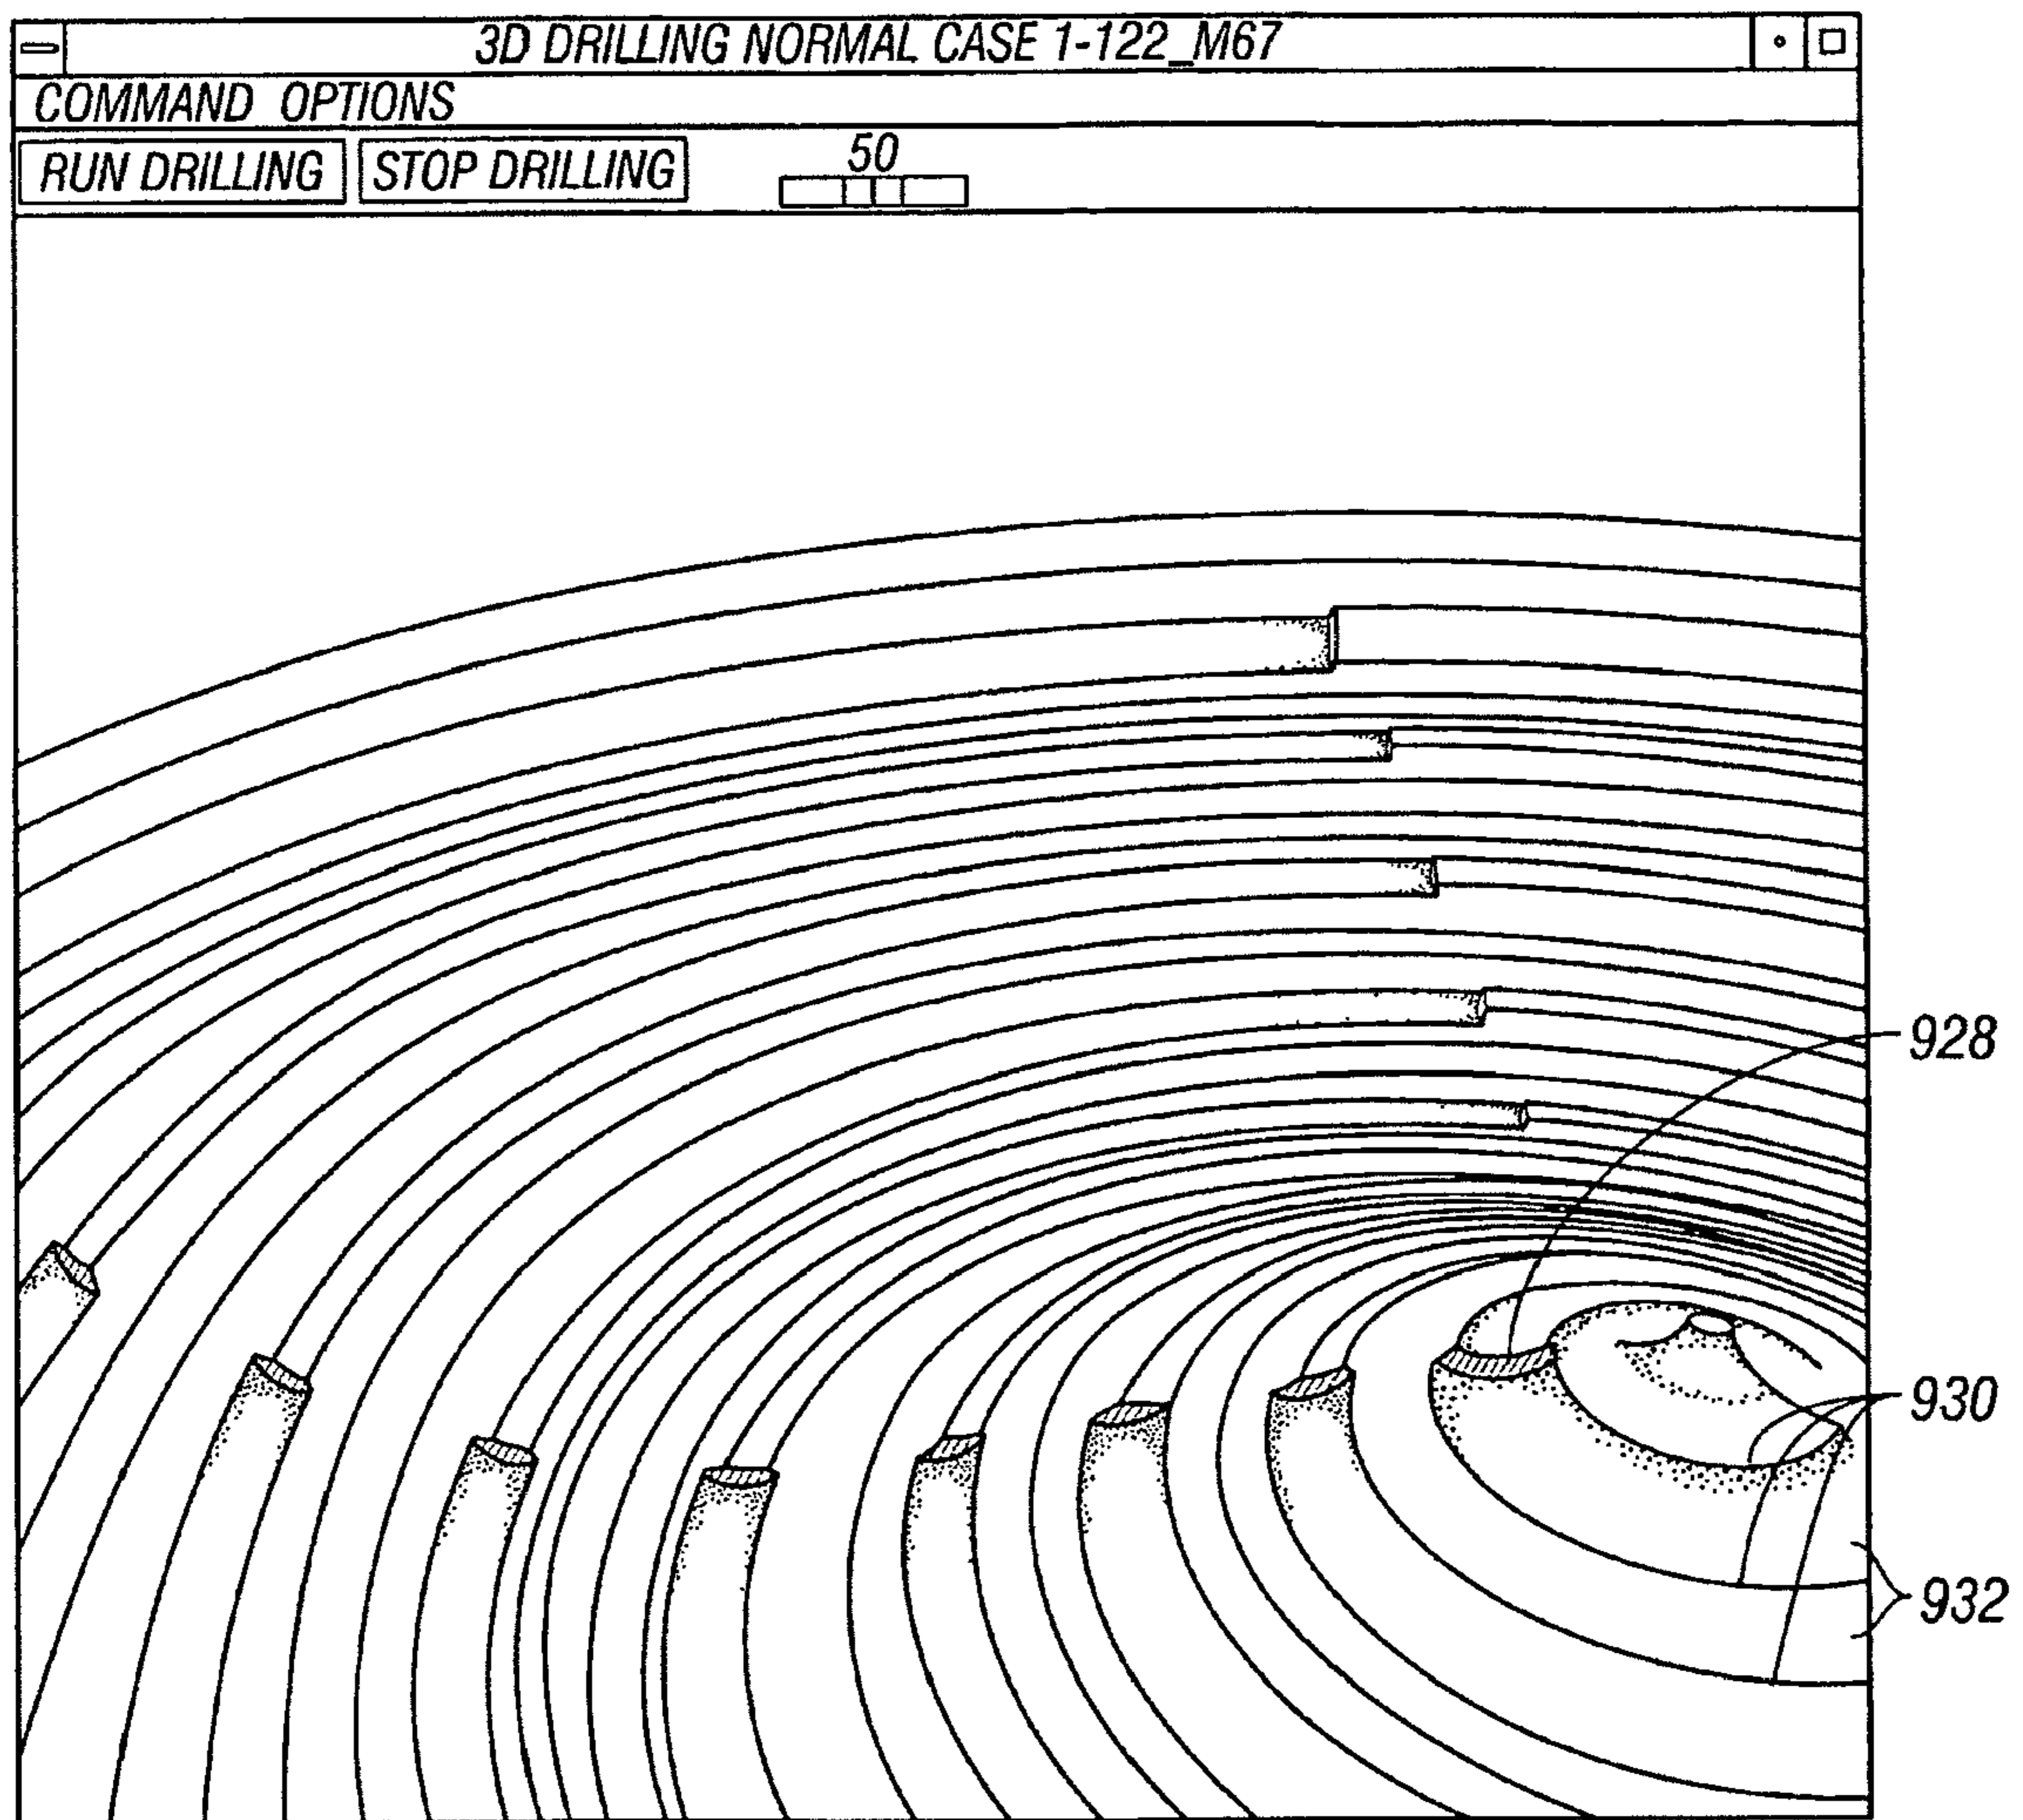 3D DRILLING NORMAL CASE 1-122_M67
COMMAND OPTIONS
RUN DRILLING STOP DRILLING 50
928
930
932